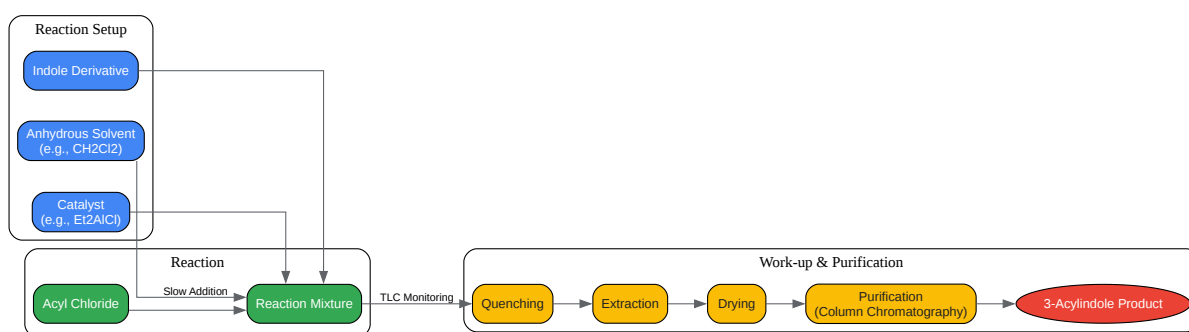 Reaction Setup
Indole Derivative
Anhydrous Solvent
(e.g., CH2Cl2)
Catalyst
(e.g., Et2AlCl)
Reaction
Acyl Chloride
Slow Addition
Reaction Mixture
TLC Monitoring
Work-up & Purification
Quenching
Extraction
Drying
Purification
(Column Chromatography)
3-Acylindole Product